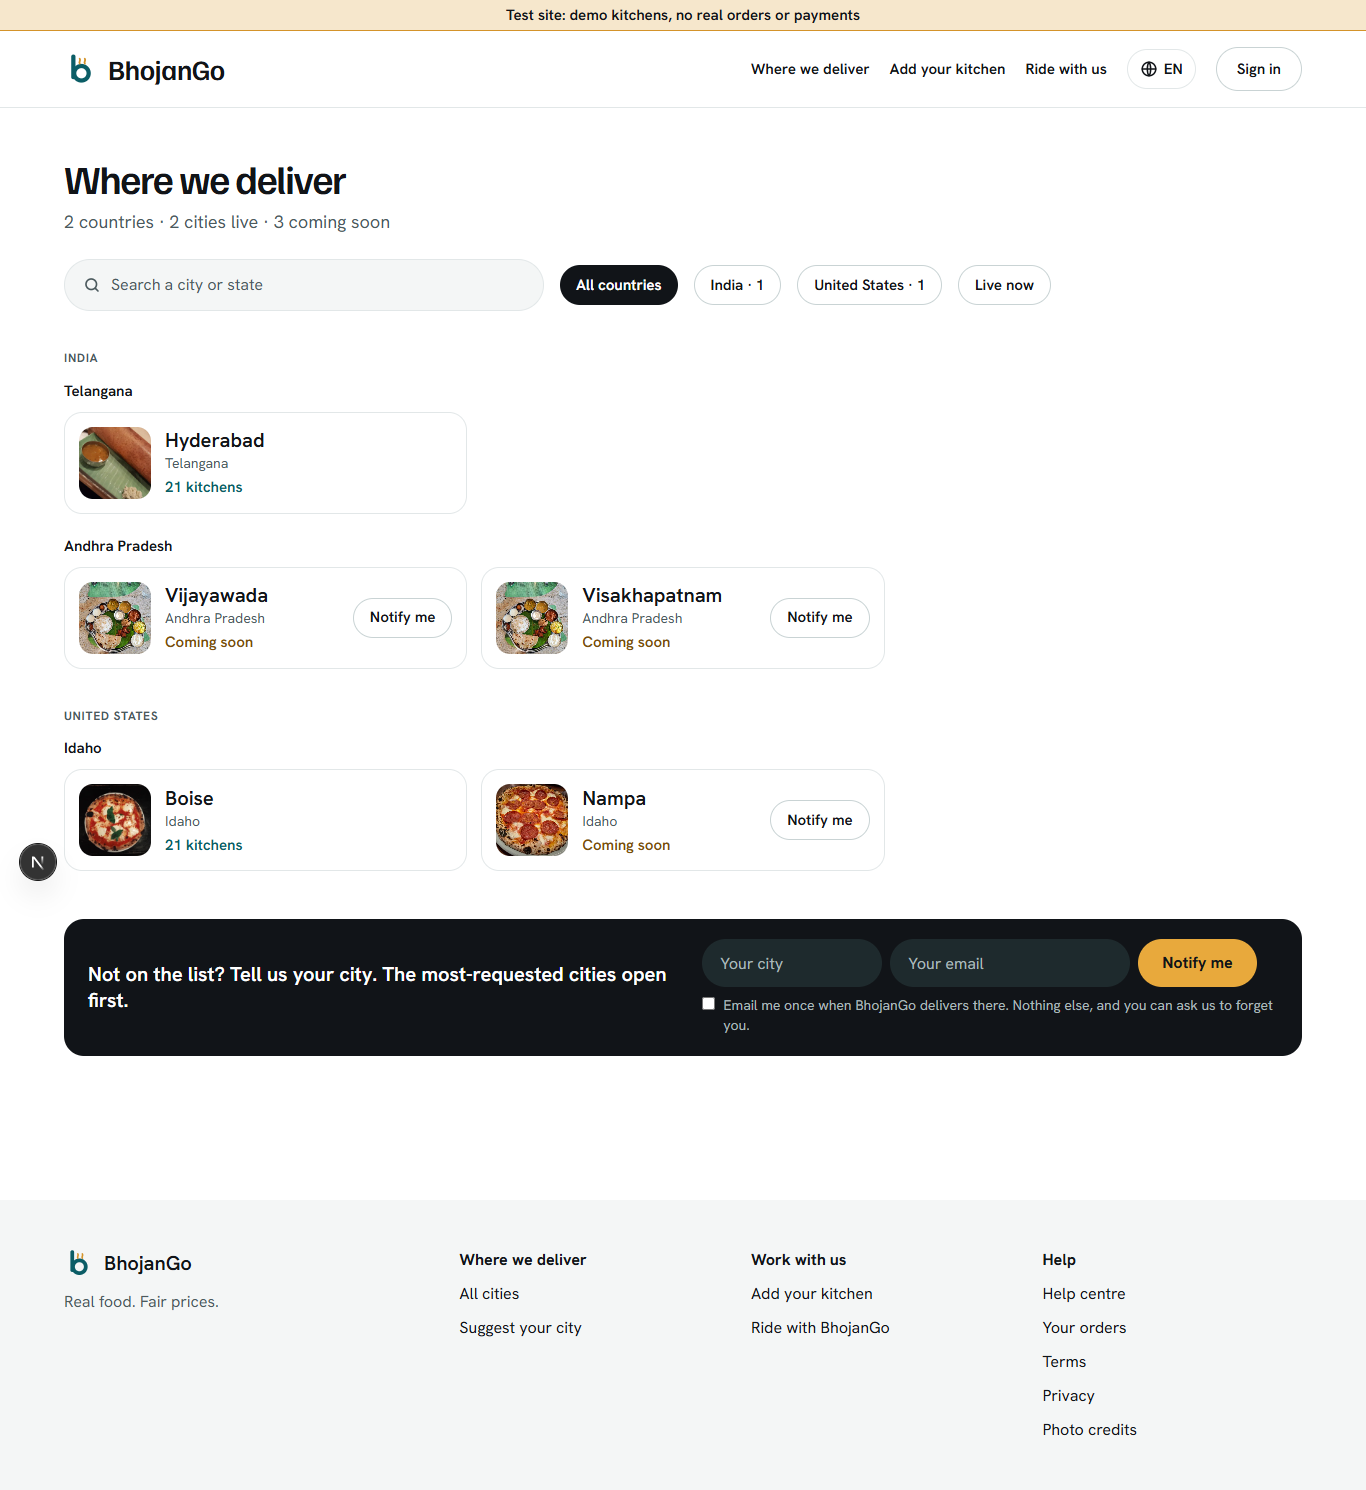 Test site: demo kitchens, no real orders or payments
BhojanGo
Where we deliver
Add your kitchen
Ride with us
EN
Sign in
Where we deliver
2 countries · 2 cities live · 3 coming soon
Search a city or state
All countries
India · 1
United States · 1
Live now
INDIA
Telangana
Hyderabad
Telangana
21 kitchens
Andhra Pradesh
Vijayawada
Andhra Pradesh
Coming soon
Notify me
Visakhapatnam
Andhra Pradesh
Coming soon
Notify me
UNITED STATES
Idaho
Boise
Idaho
21 kitchens
Nampa
Idaho
Coming soon
Notify me
N
Not on the list? Tell us your city. The most-requested cities open
first.
Your city
Your email
Notify me
Email me once when BhojanGo delivers there. Nothing else, and you can ask us to forget
you.
BhojanGo
Real food. Fair prices.
Where we deliver
All cities
Suggest your city
Work with us
Add your kitchen
Ride with BhojanGo
Help
Help centre
Your orders
Terms
Privacy
Photo credits